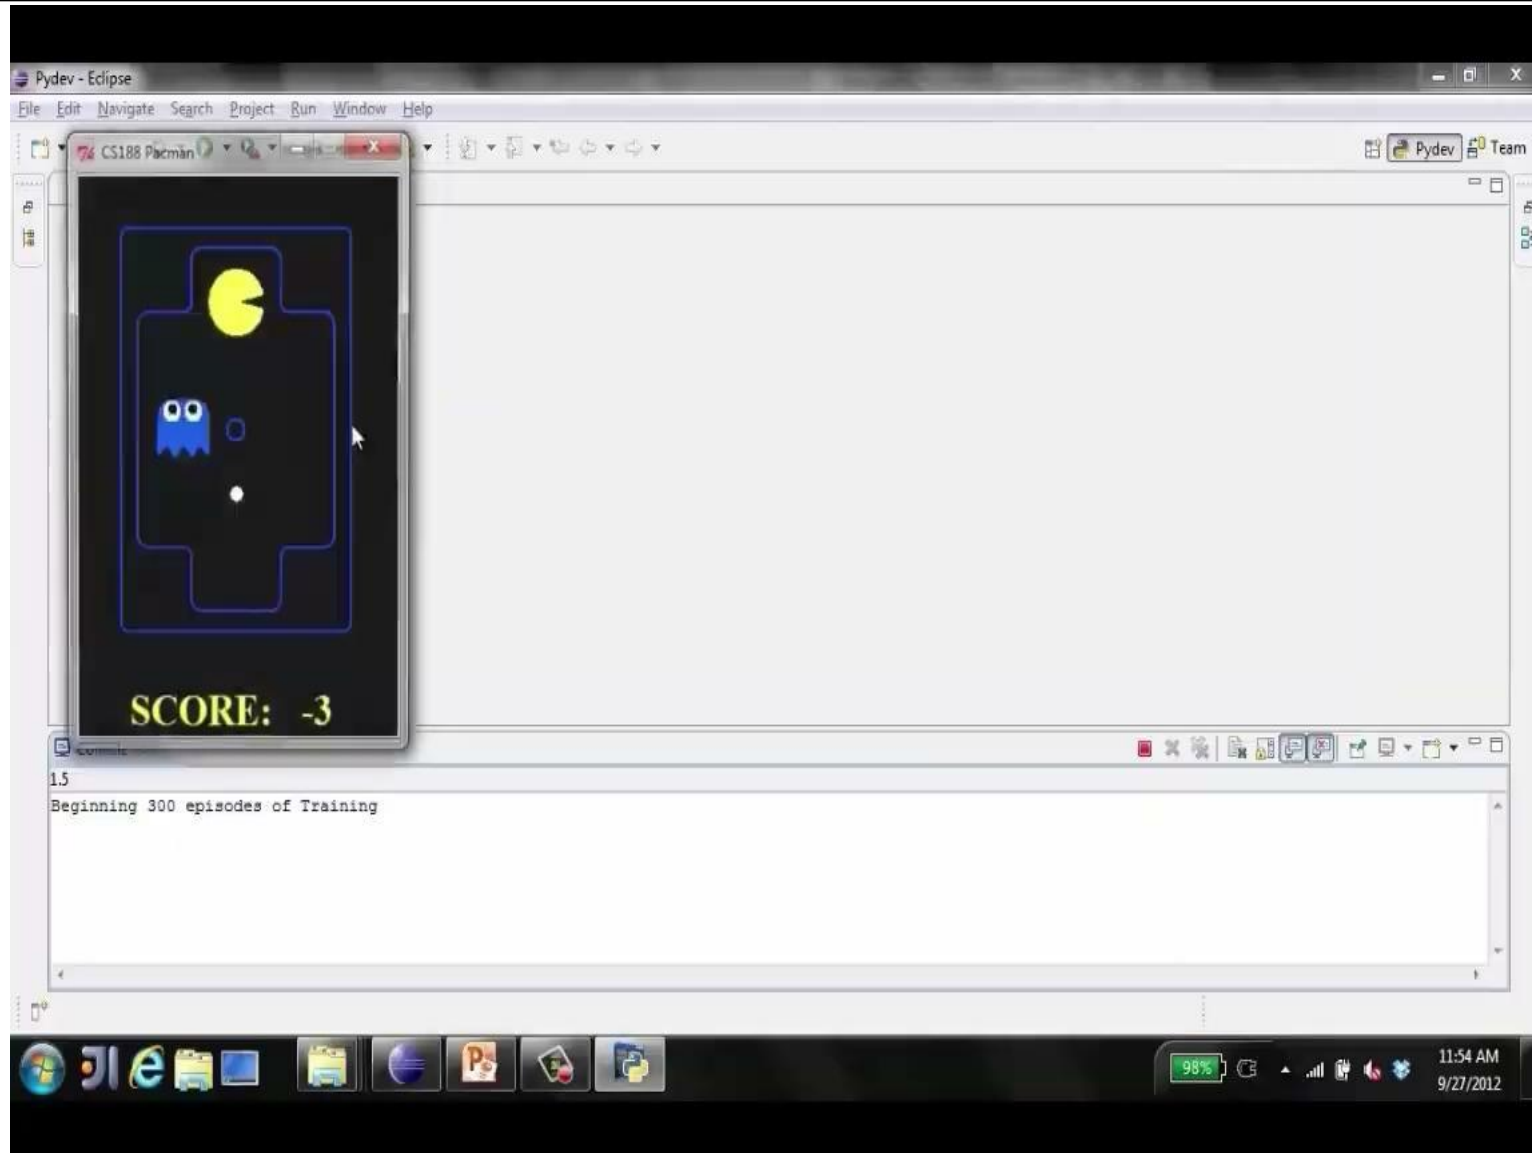 Pydev - Eclipse
File Edit Navigate Search Project Run Window Help
CS188 Pacman
Pydev Team
SCORE: -3
1.5
Beginning 300 episodes of Training
98%
11:54 AM
9/27/2012